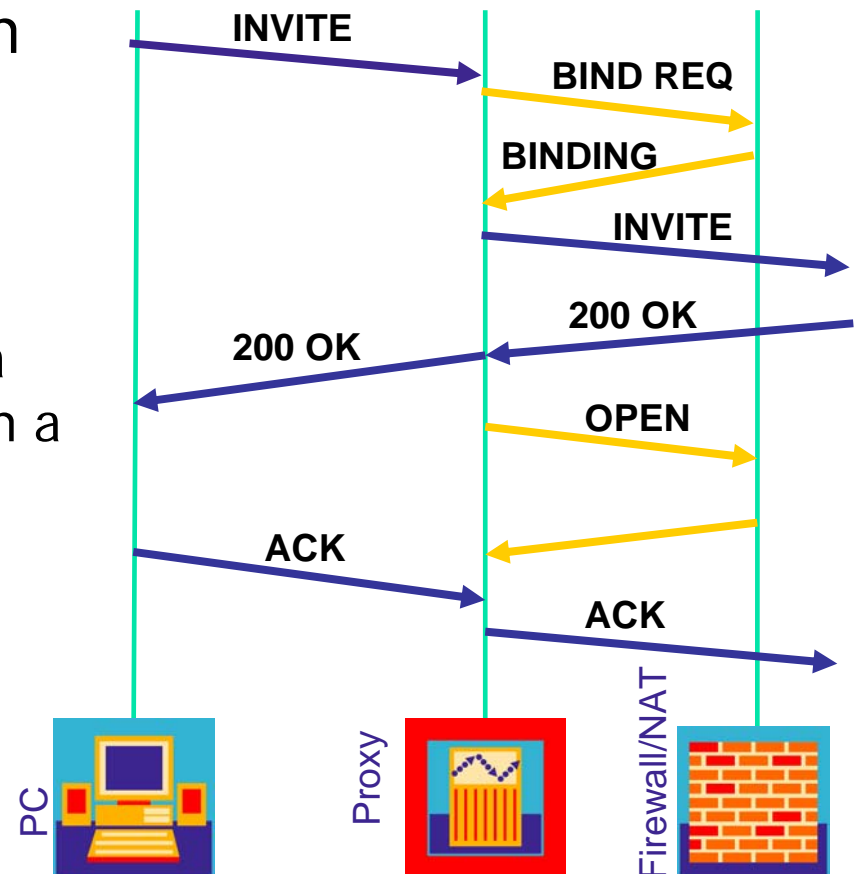 n
INVITE
BIND REQ
BINDING
INVITE
200 OK
200 OK
n a
OPEN
ACK
ACK
PC
Proxy
Firewall/NAT